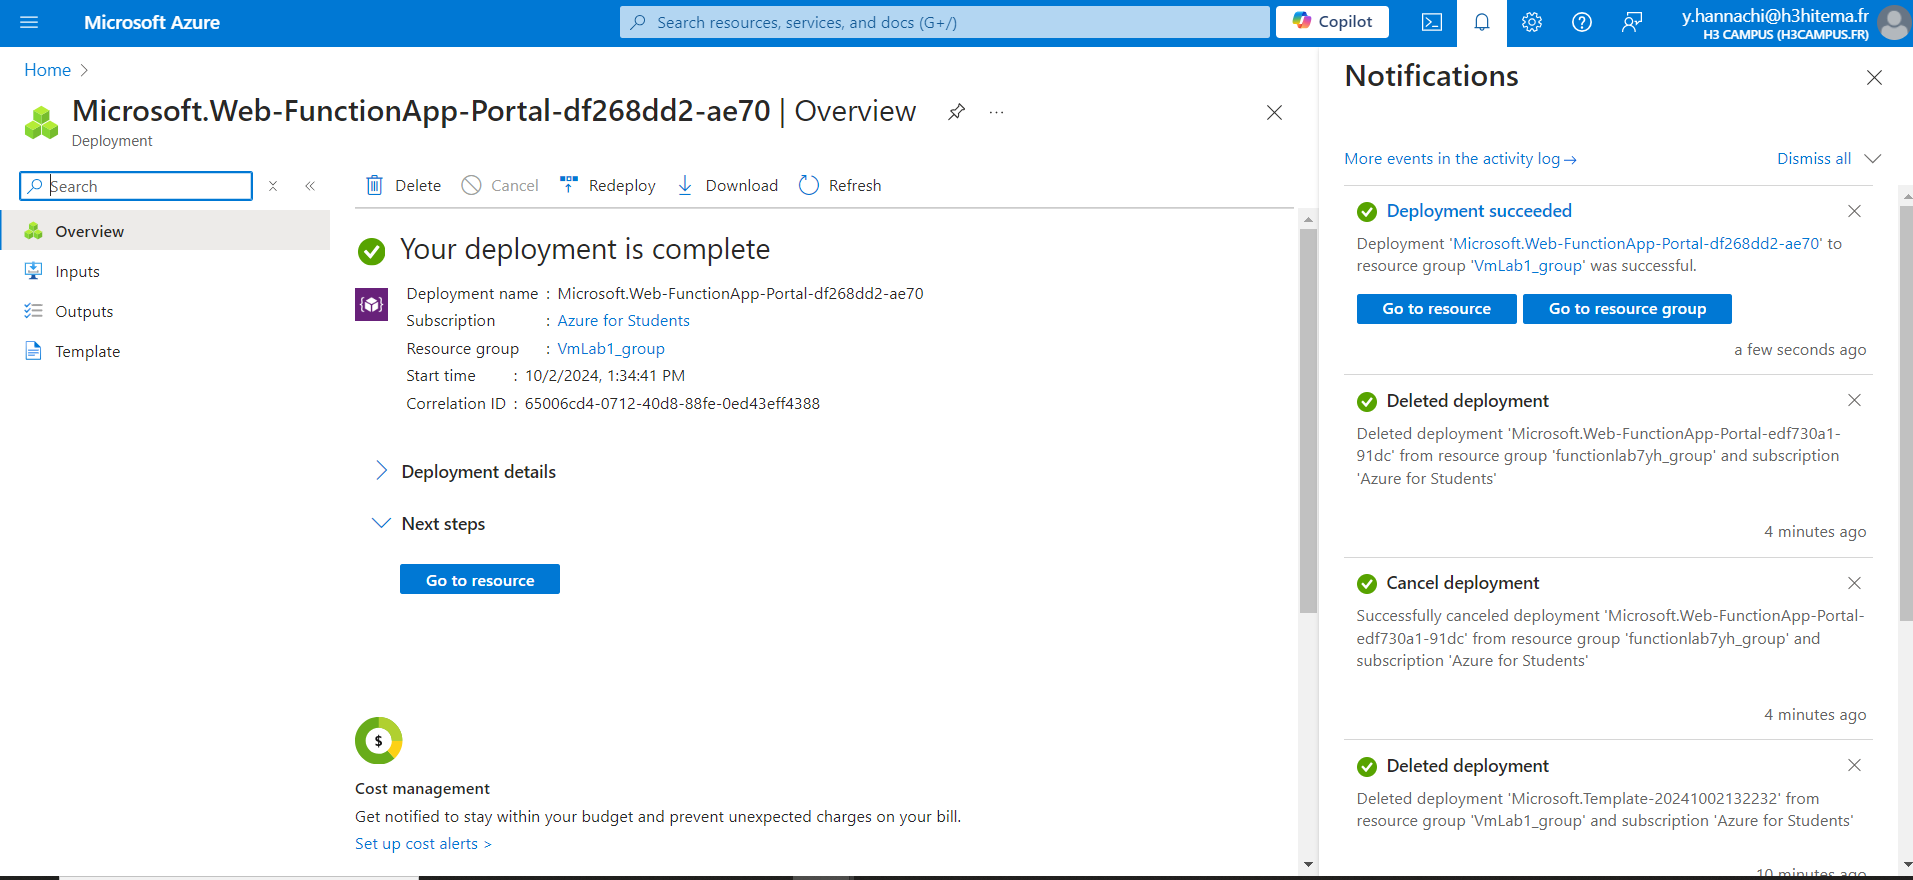 Microsoft Azure
Search resources, services, and docs (G+/)
Copilot
y.hannachi@h3hitema.fr
H3 CAMPUS (H3CAMPUS.FR)
Home
Microsoft.Web-FunctionApp-Portal-df268dd2-ae70 | Overview
Deployment
Search
Overview
Inputs
Outputs
Template
Delete
Cancel
Redeploy
Download
Refresh
Your deployment is complete
Deployment name : Microsoft.Web-FunctionApp-Portal-df268dd2-ae70
Subscription : Azure for Students
Resource group : VmLab1_group
Start time : 10/2/2024, 1:34:41 PM
Correlation ID : 65006cd4-0712-40d8-88fe-0ed43eff4388
Deployment details
Next steps
Go to resource
$
Cost management
Get notified to stay within your budget and prevent unexpected charges on your bill.
Set up cost alerts >
Notifications
More events in the activity log →
Dismiss all
Deployment succeeded
Deployment 'Microsoft.Web-FunctionApp-Portal-df268dd2-ae70' to
resource group 'VmLab1_group' was successful.
Go to resource
Go to resource group
a few seconds ago
Deleted deployment
Deleted deployment 'Microsoft.Web-FunctionApp-Portal-edf730a1-
91dc' from resource group 'functionlab7yh_group' and subscription
'Azure for Students'
4 minutes ago
Cancel deployment
Successfully canceled deployment 'Microsoft.Web-FunctionApp-Portal-
edf730a1-91dc' from resource group 'functionlab7yh_group' and
subscription 'Azure for Students'
4 minutes ago
Deleted deployment
Deleted deployment 'Microsoft.Template-20241002132232' from
resource group 'VmLab1_group' and subscription 'Azure for Students'
10 minutes ago